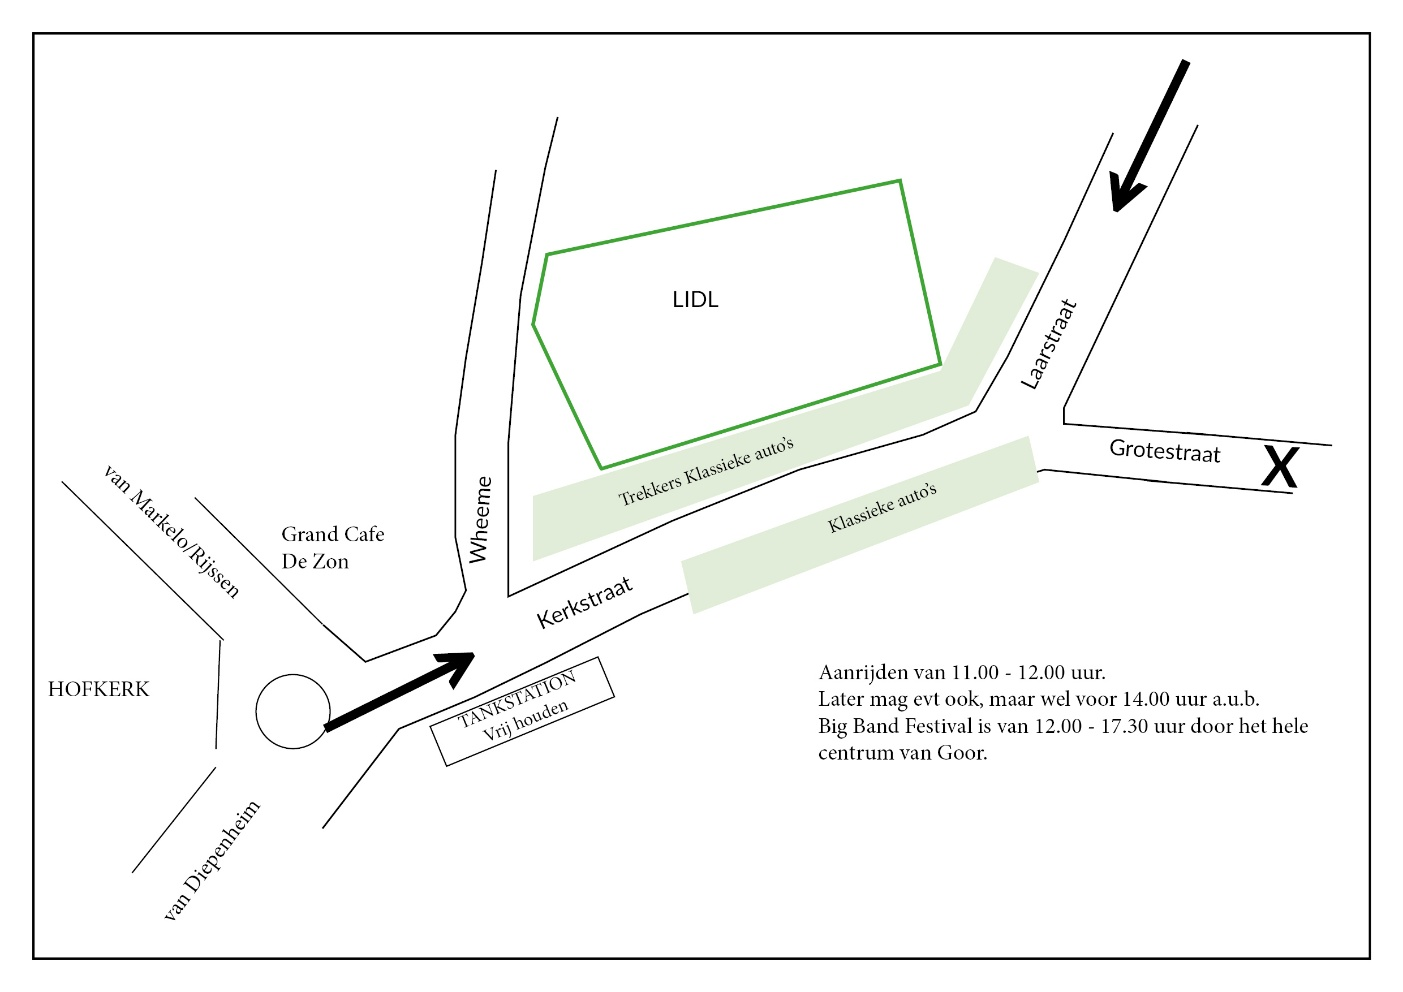 LIDL
Laarstraat
Grotestraat
X
Trekkers Klassieke auto's
Klassieke auto's
Wheeme
Kerkstraat
van Markelo/Rijssen
Grand Cafe
De Zon
HOFKERK
TANKSTATION
Vrij houden
van Diepenheim
Aanrijden van 11.00 - 12.00 uur.
Later mag evt ook, maar wel voor 14.00 uur a.u.b.
Big Band Festival is van 12.00 - 17.30 uur door het hele
centrum van Goor.